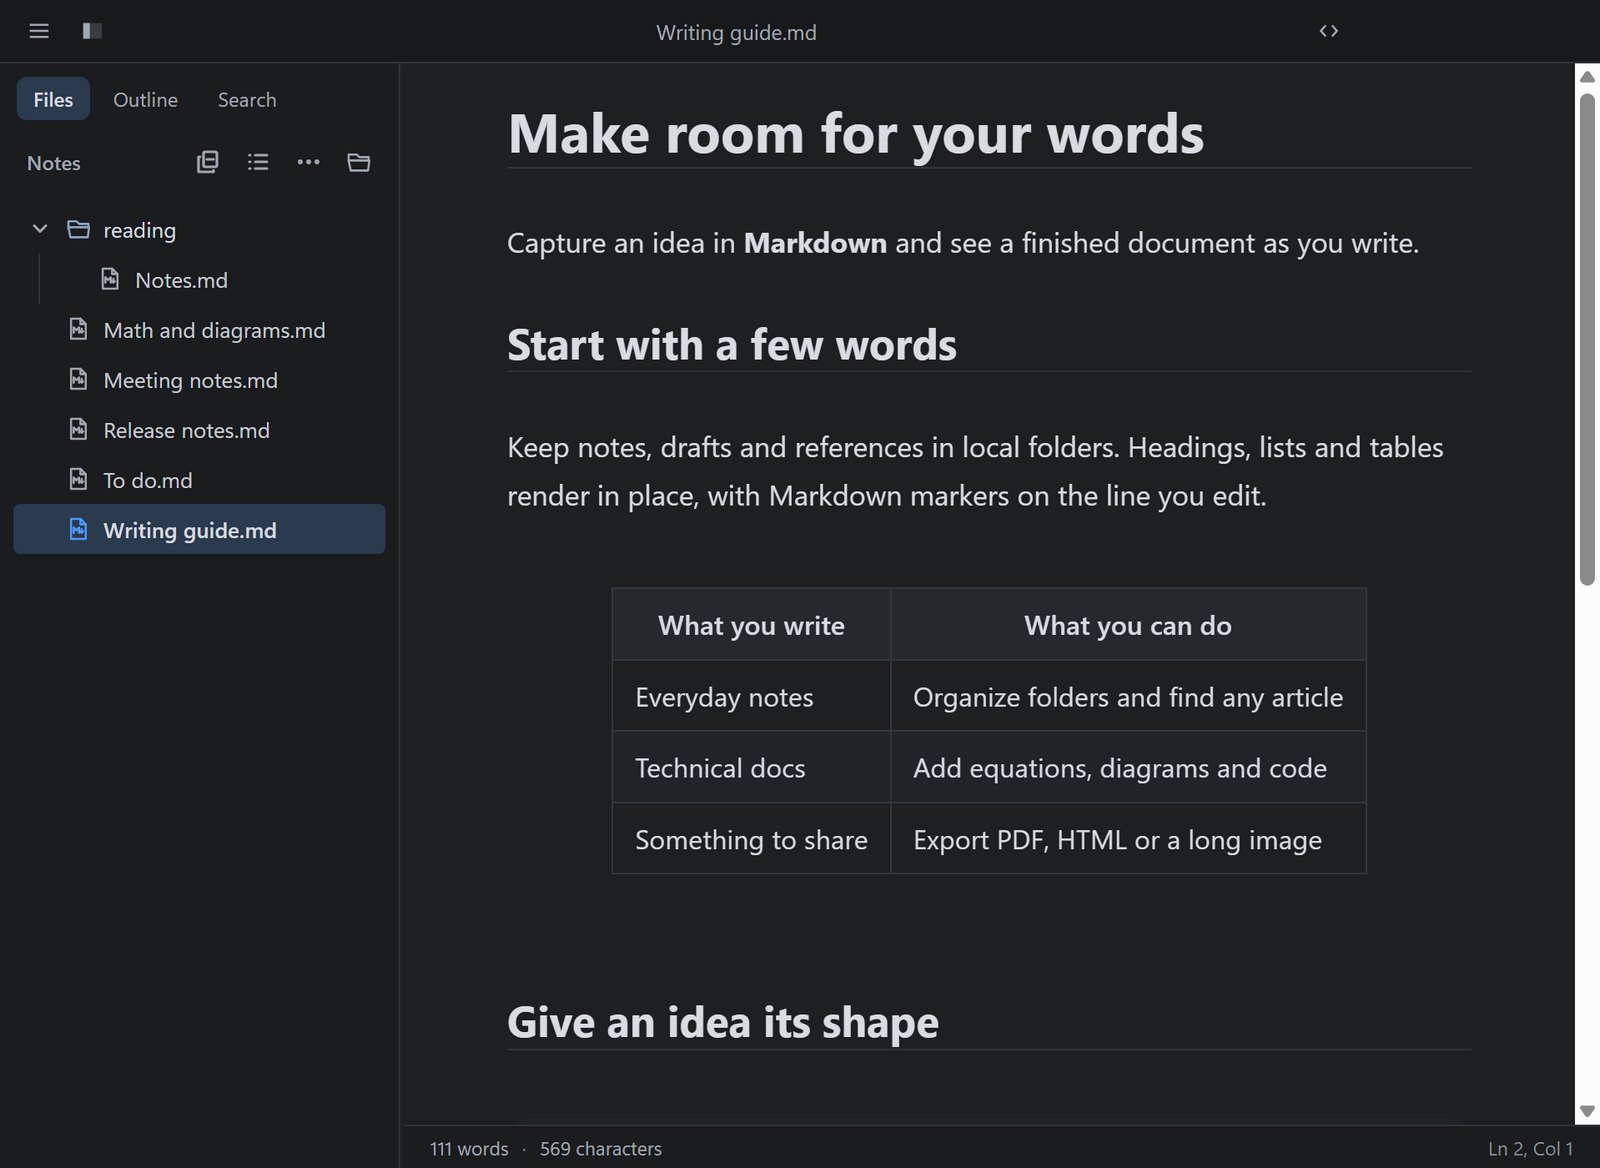 Writing guide.md
Files Outline Search
Notes
reading
Notes.md
Math and diagrams.md
Meeting notes.md
Release notes.md
To do.md
Writing guide.md
Make room for your words
Capture an idea in Markdown and see a finished document as you write.
Start with a few words
Keep notes, drafts and references in local folders. Headings, lists and tables
render in place, with Markdown markers on the line you edit.
What you write What you can do
Everyday notes Organize folders and find any article
Technical docs Add equations, diagrams and code
Something to share Export PDF, HTML or a long image
Give an idea its shape
111 words · 569 characters Ln 2, Col 1